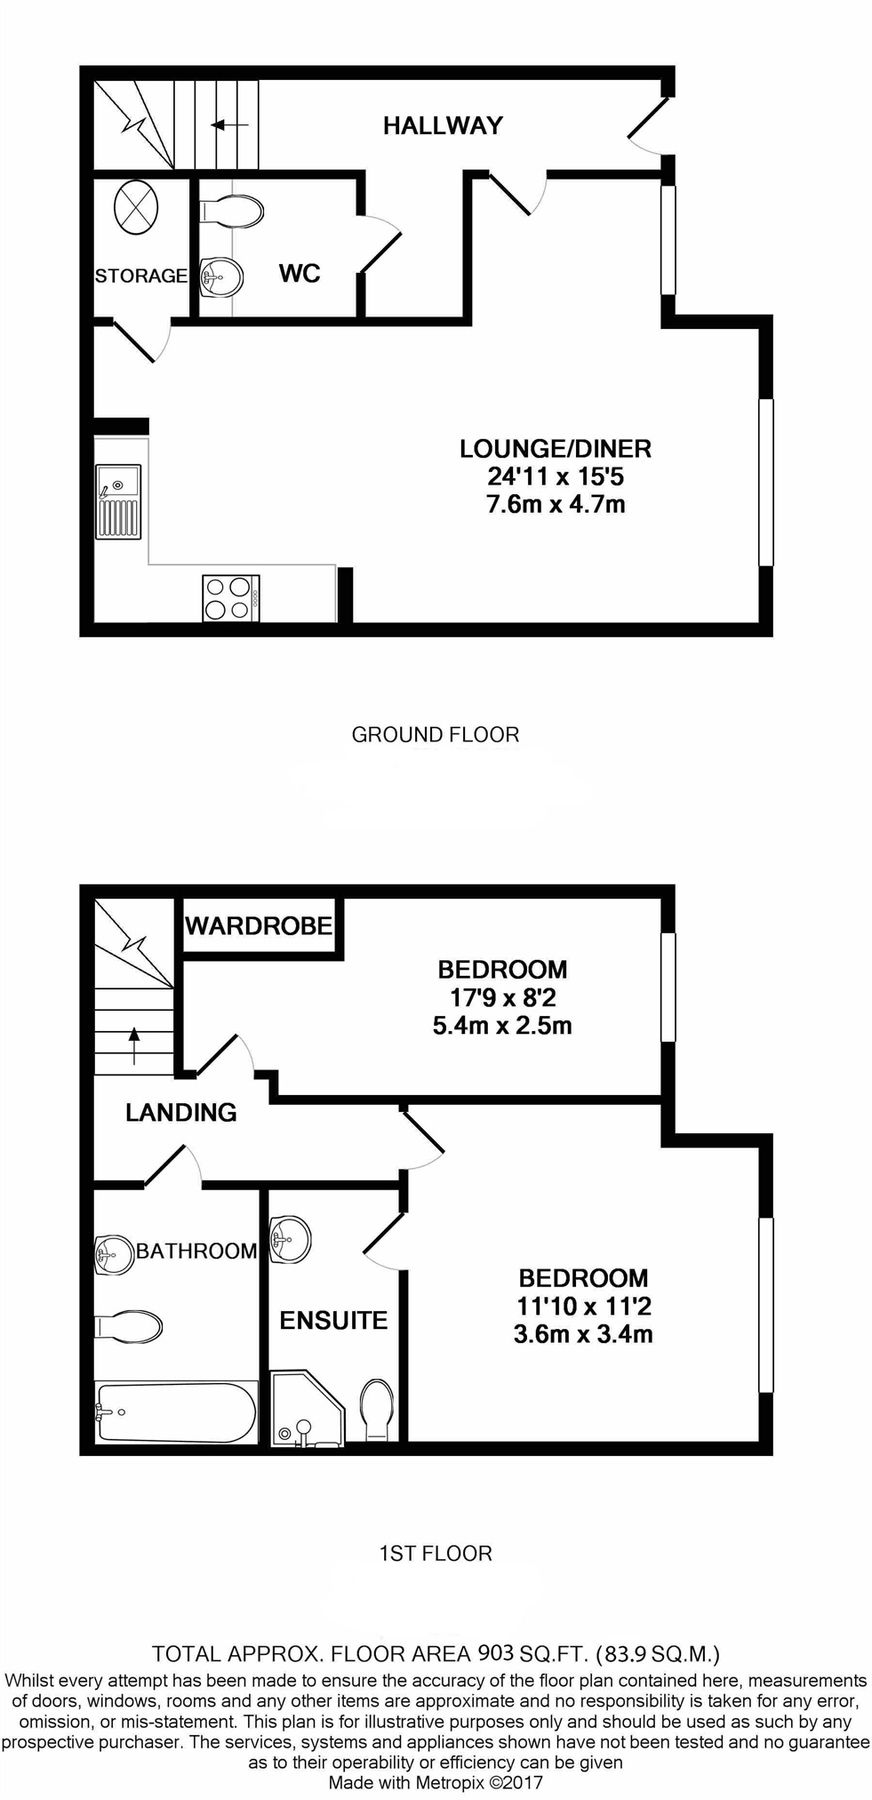 HALLWAY
STORAGE
WC
LOUNGE/DINER
24'11 x 15'5
7.6m x 4.7m
GROUND FLOOR
WARDROBE
BEDROOM
17'9 x 8'2
5.4m x 2.5m
LANDING
BATHROOM
ENSUITE
BEDROOM
11'10 x 11'2
3.6m x 3.4m
1ST FLOOR
TOTAL APPROX. FLOOR AREA 903 SQ.FT. (83.9 SQ.M.)
Whilst every attempt has been made to ensure the accuracy of the floor plan contained here, measurements
of doors, windows, rooms and any other items are approximate and no responsibility is taken for any error,
omission, or mis-statement. This plan is for illustrative purposes only and should be used as such by any
prospective purchaser. The services, systems and appliances shown have not been tested and no guarantee
as to their operability or efficiency can be given
Made with Metropix ©2017